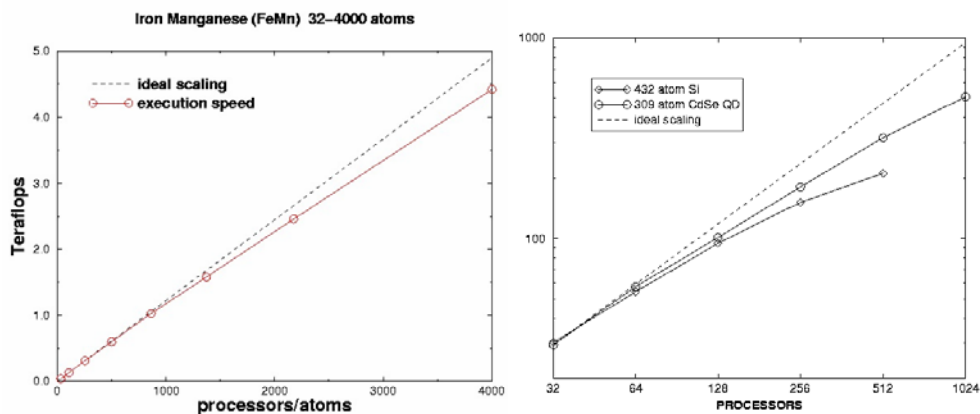 Iron Manganese (FeMn) 32–4000 atoms
5.0
4.0
3.0
2.0
1.0
0.0
Teraflops
ideal scaling
execution speed
0
1000
2000
3000
4000
processors/atoms
1000
100
432 atom Si
309 atom CdSe QD
ideal scaling
32
64
128
256
512
1024
PROCESSORS